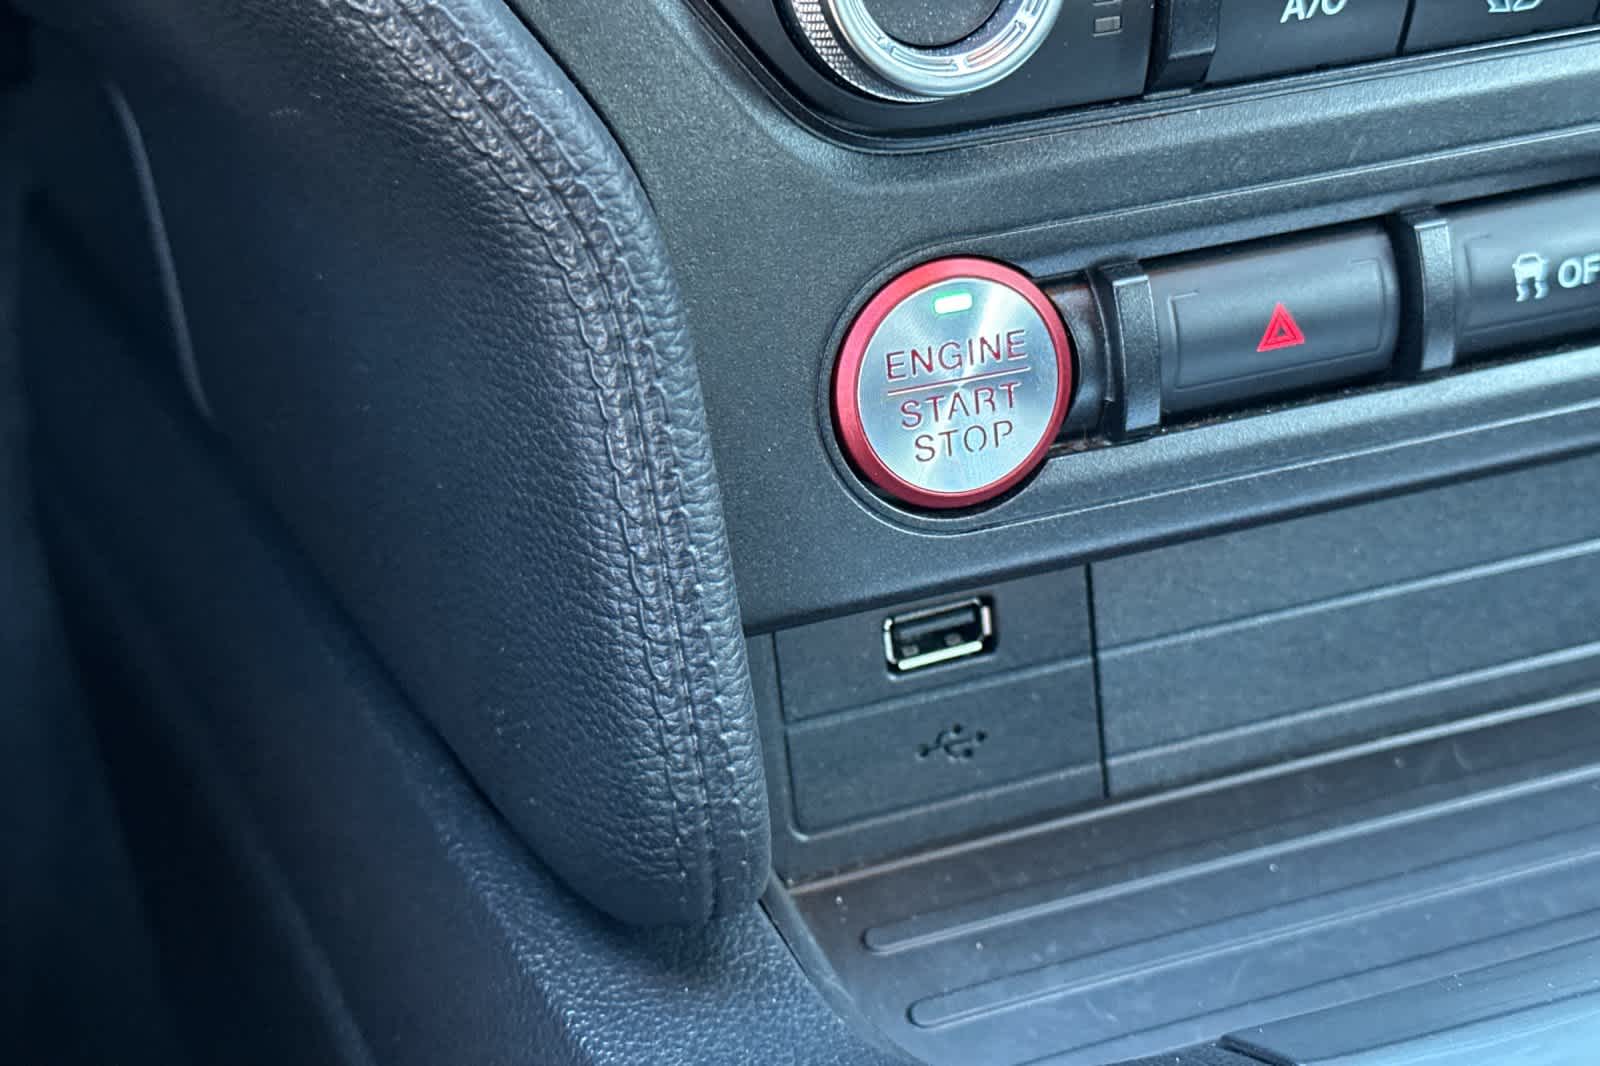 A/C
ENGINE
START
STOP
OF